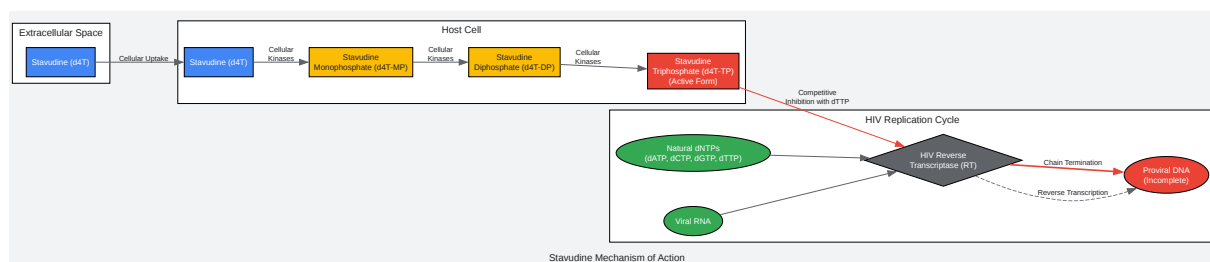 Extracellular Space
Stavudine (d4T)
Cellular Uptake
Host Cell
Stavudine (d4T)
Cellular
Kinases
Stavudine
Monophosphate (d4T-MP)
Cellular
Kinases
Stavudine
Diphosphate (d4T-DP)
Cellular
Kinases
Stavudine
Triphosphate (d4T-TP)
(Active Form)
Competitive
Inhibition with dTTP
HIV Replication Cycle
Natural dNTPs
(dATP, dCTP, dGTP, dTTP)
HIV Reverse
Transcriptase (RT)
Chain Termination
Proviral DNA
(Incomplete)
Reverse Transcription
Viral RNA
Stavudine Mechanism of Action